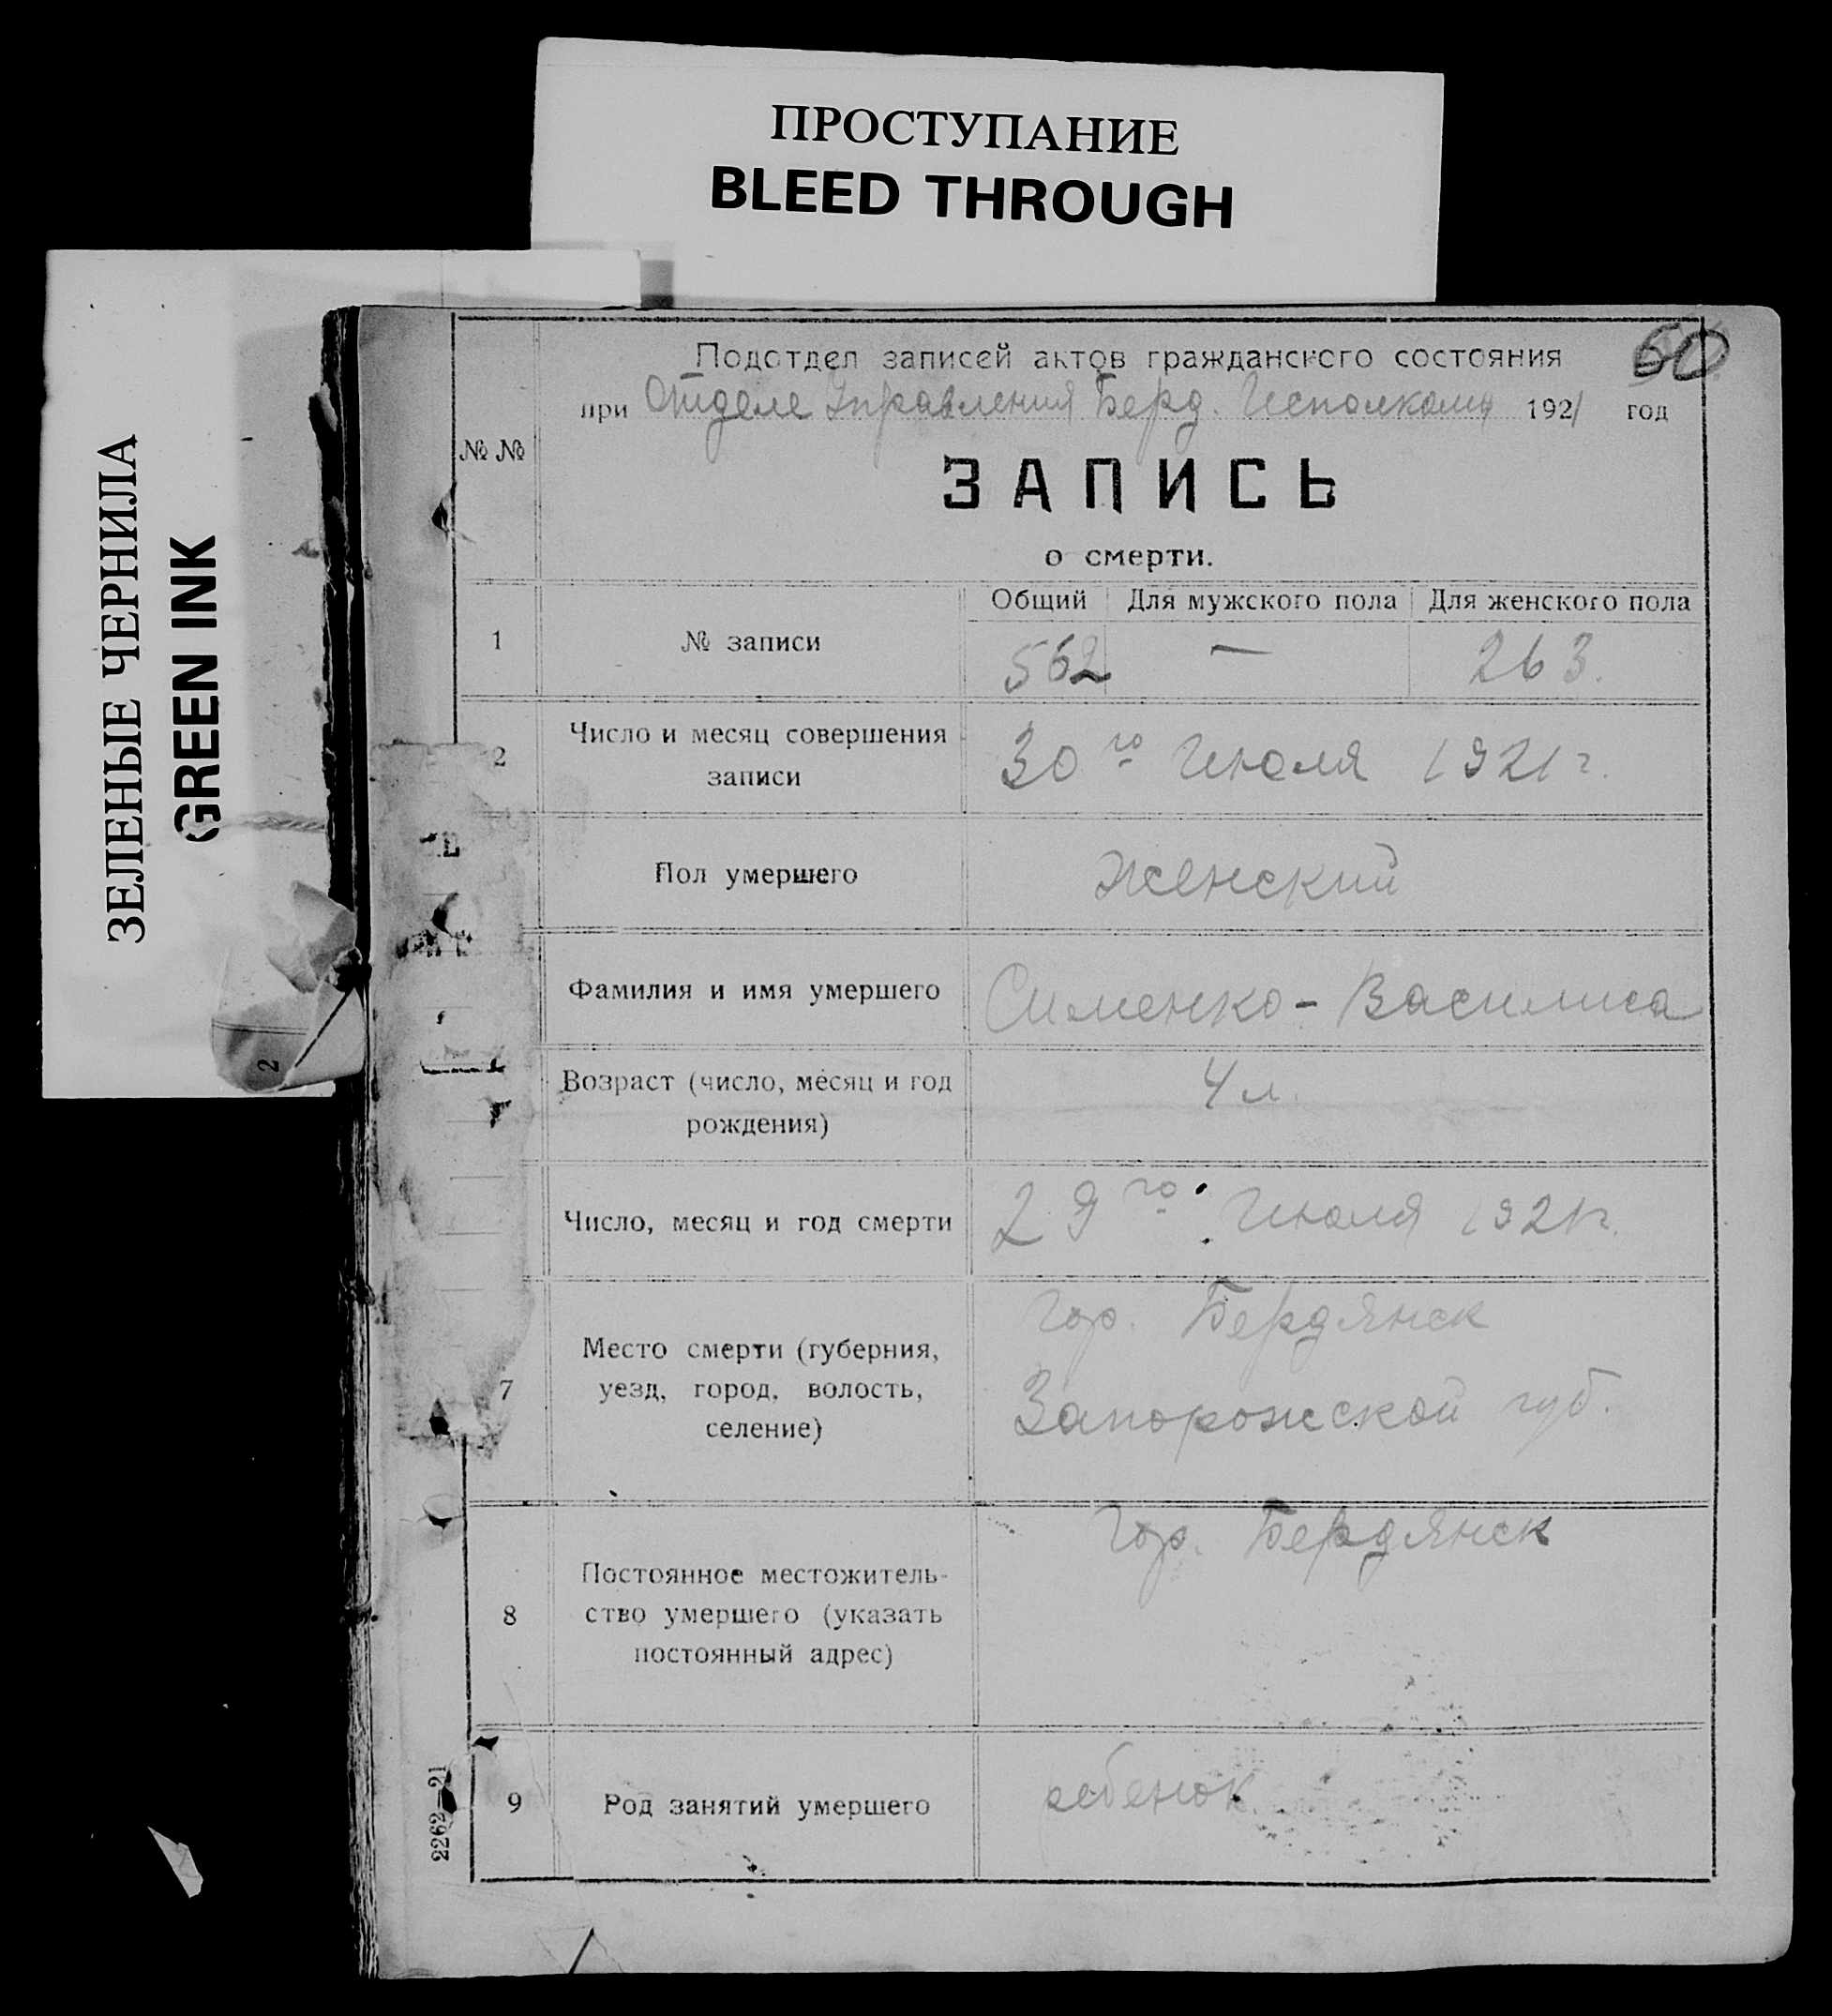 ПРОСТУПАНИЕ
BLEED THROUGH
ЗЕЛЕНЫЕ ЧЕРНИЛА
GREEN INK
60
Подотдел записей актов гражданского состояния
при Отделе Управления Берд. Исполкома 1921 год
№ №
ЗАПИСЬ
о смерти.
Общий Для мужского пола Для женского пола
1 № записи 562 — 263.
2 Число и месяц совершения записи 30го Июля 1921 г.
Пол умершего Женский
Фамилия и имя умершего Сименко - Василиса
Возраст (число, месяц и год рождения) 4 л.
Число, месяц и год смерти 29го Июля 1921 г.
7 Место смерти (губерния, уезд, город, волость, селение) гор. Бердянск
Запорожской губ.
8 Постоянное местожитель-
ство умершего (указать
постоянный адрес) гор. Бердянск
9 Род занятий умершего ребенок
2262—21
2